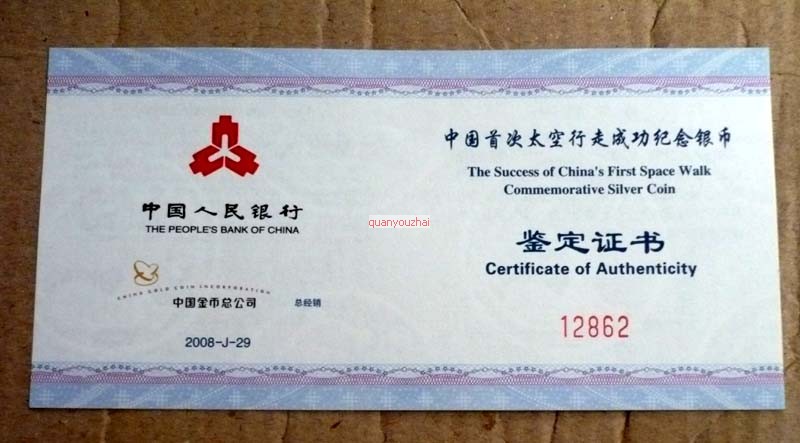 中国人民银行
THE PEOPLE'S BANK OF CHINA
CHINA GOLD COIN INCORPORATION
中国金币总公司 总经销
2008-J-29
quanyouzhai
中国首次太空行走成功纪念银币
The Success of China's First Space Walk
Commemorative Silver Coin
鉴定证书
Certificate of Authenticity
12862